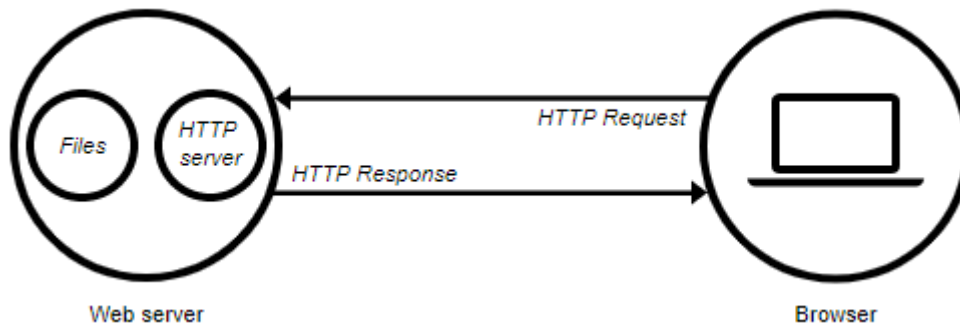 HTTP Request
Files
HTTP
server
HTTP Response
Web server
Browser